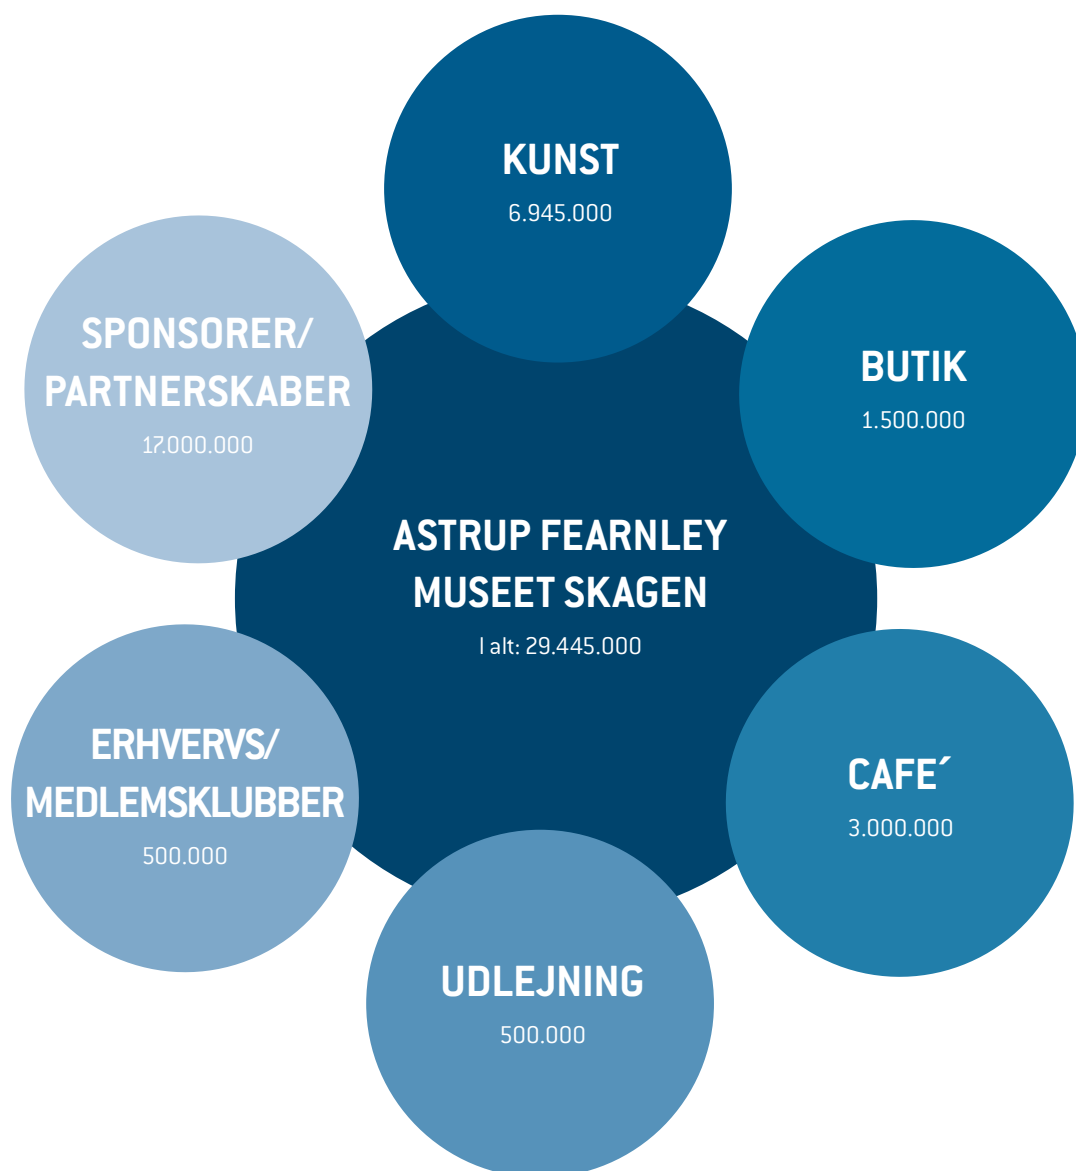 KUNST
6.945.000
SPONSORER/
PARTNERSKABER
17.000.000
BUTIK
1.500.000
ASTRUP FEARNLEY
MUSEET SKAGEN
I alt: 29.445.000
ERHVERVS/
MEDLEMSKLUBBER
500.000
CAFE´
3.000.000
UDLEJNING
500.000